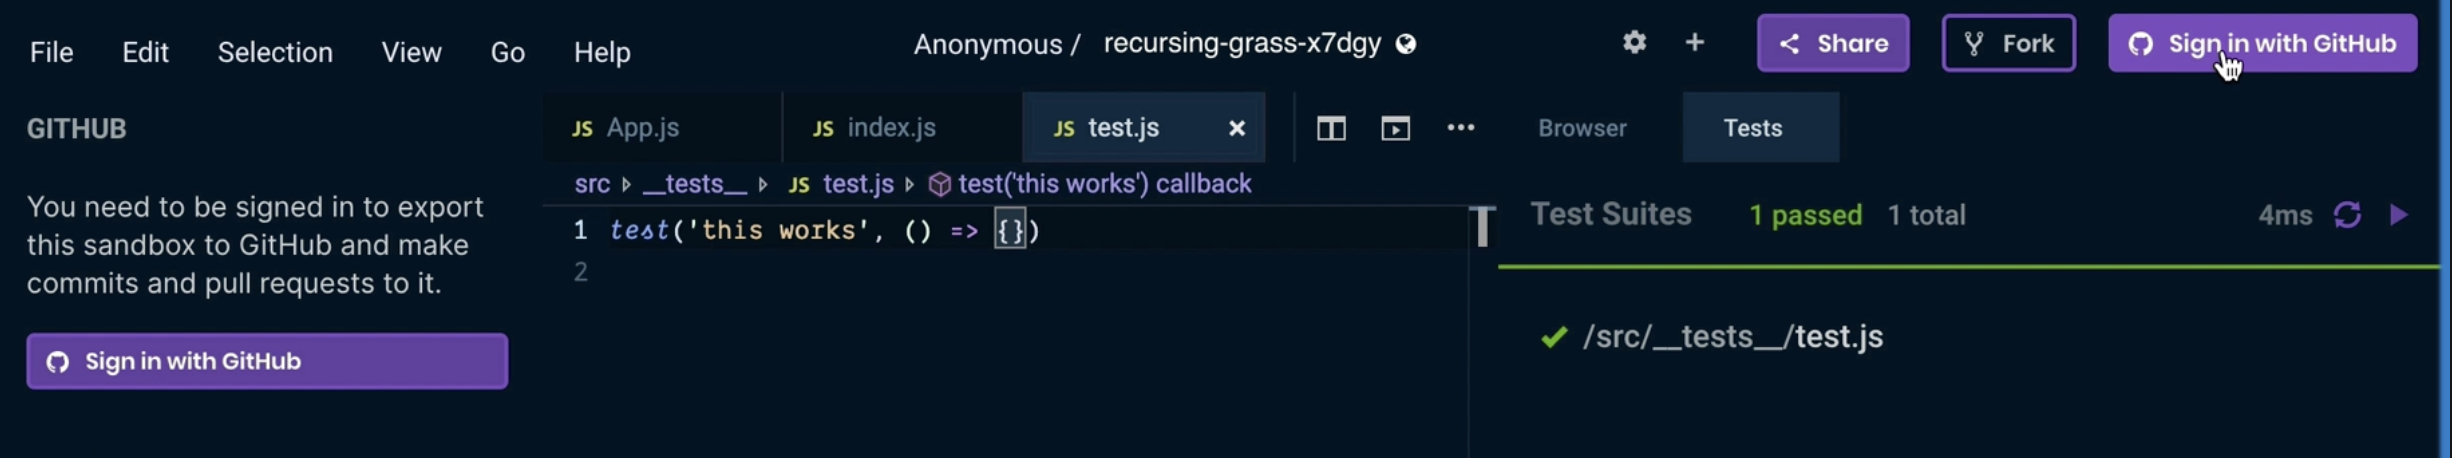 File Edit Selection View Go Help
Anonymous / recursing-grass-x7dgy
Share Fork Sign in with GitHub
GITHUB
You need to be signed in to export
this sandbox to GitHub and make
commits and pull requests to it.
Sign in with GitHub
JS App.js JS index.js JS test.js
src __tests__ JS test.js test('this works') callback
1 test('this works', () => {})
2
Browser Tests
Test Suites 1 passed 1 total 4ms
/src/__tests__/test.js